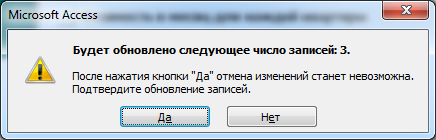 Microsoft Access
Будет обновлено следующее число записей: 3.
После нажатия кнопки "Да" отмена изменений станет невозможна.
Подтвердите обновление записей.
Да
Нет